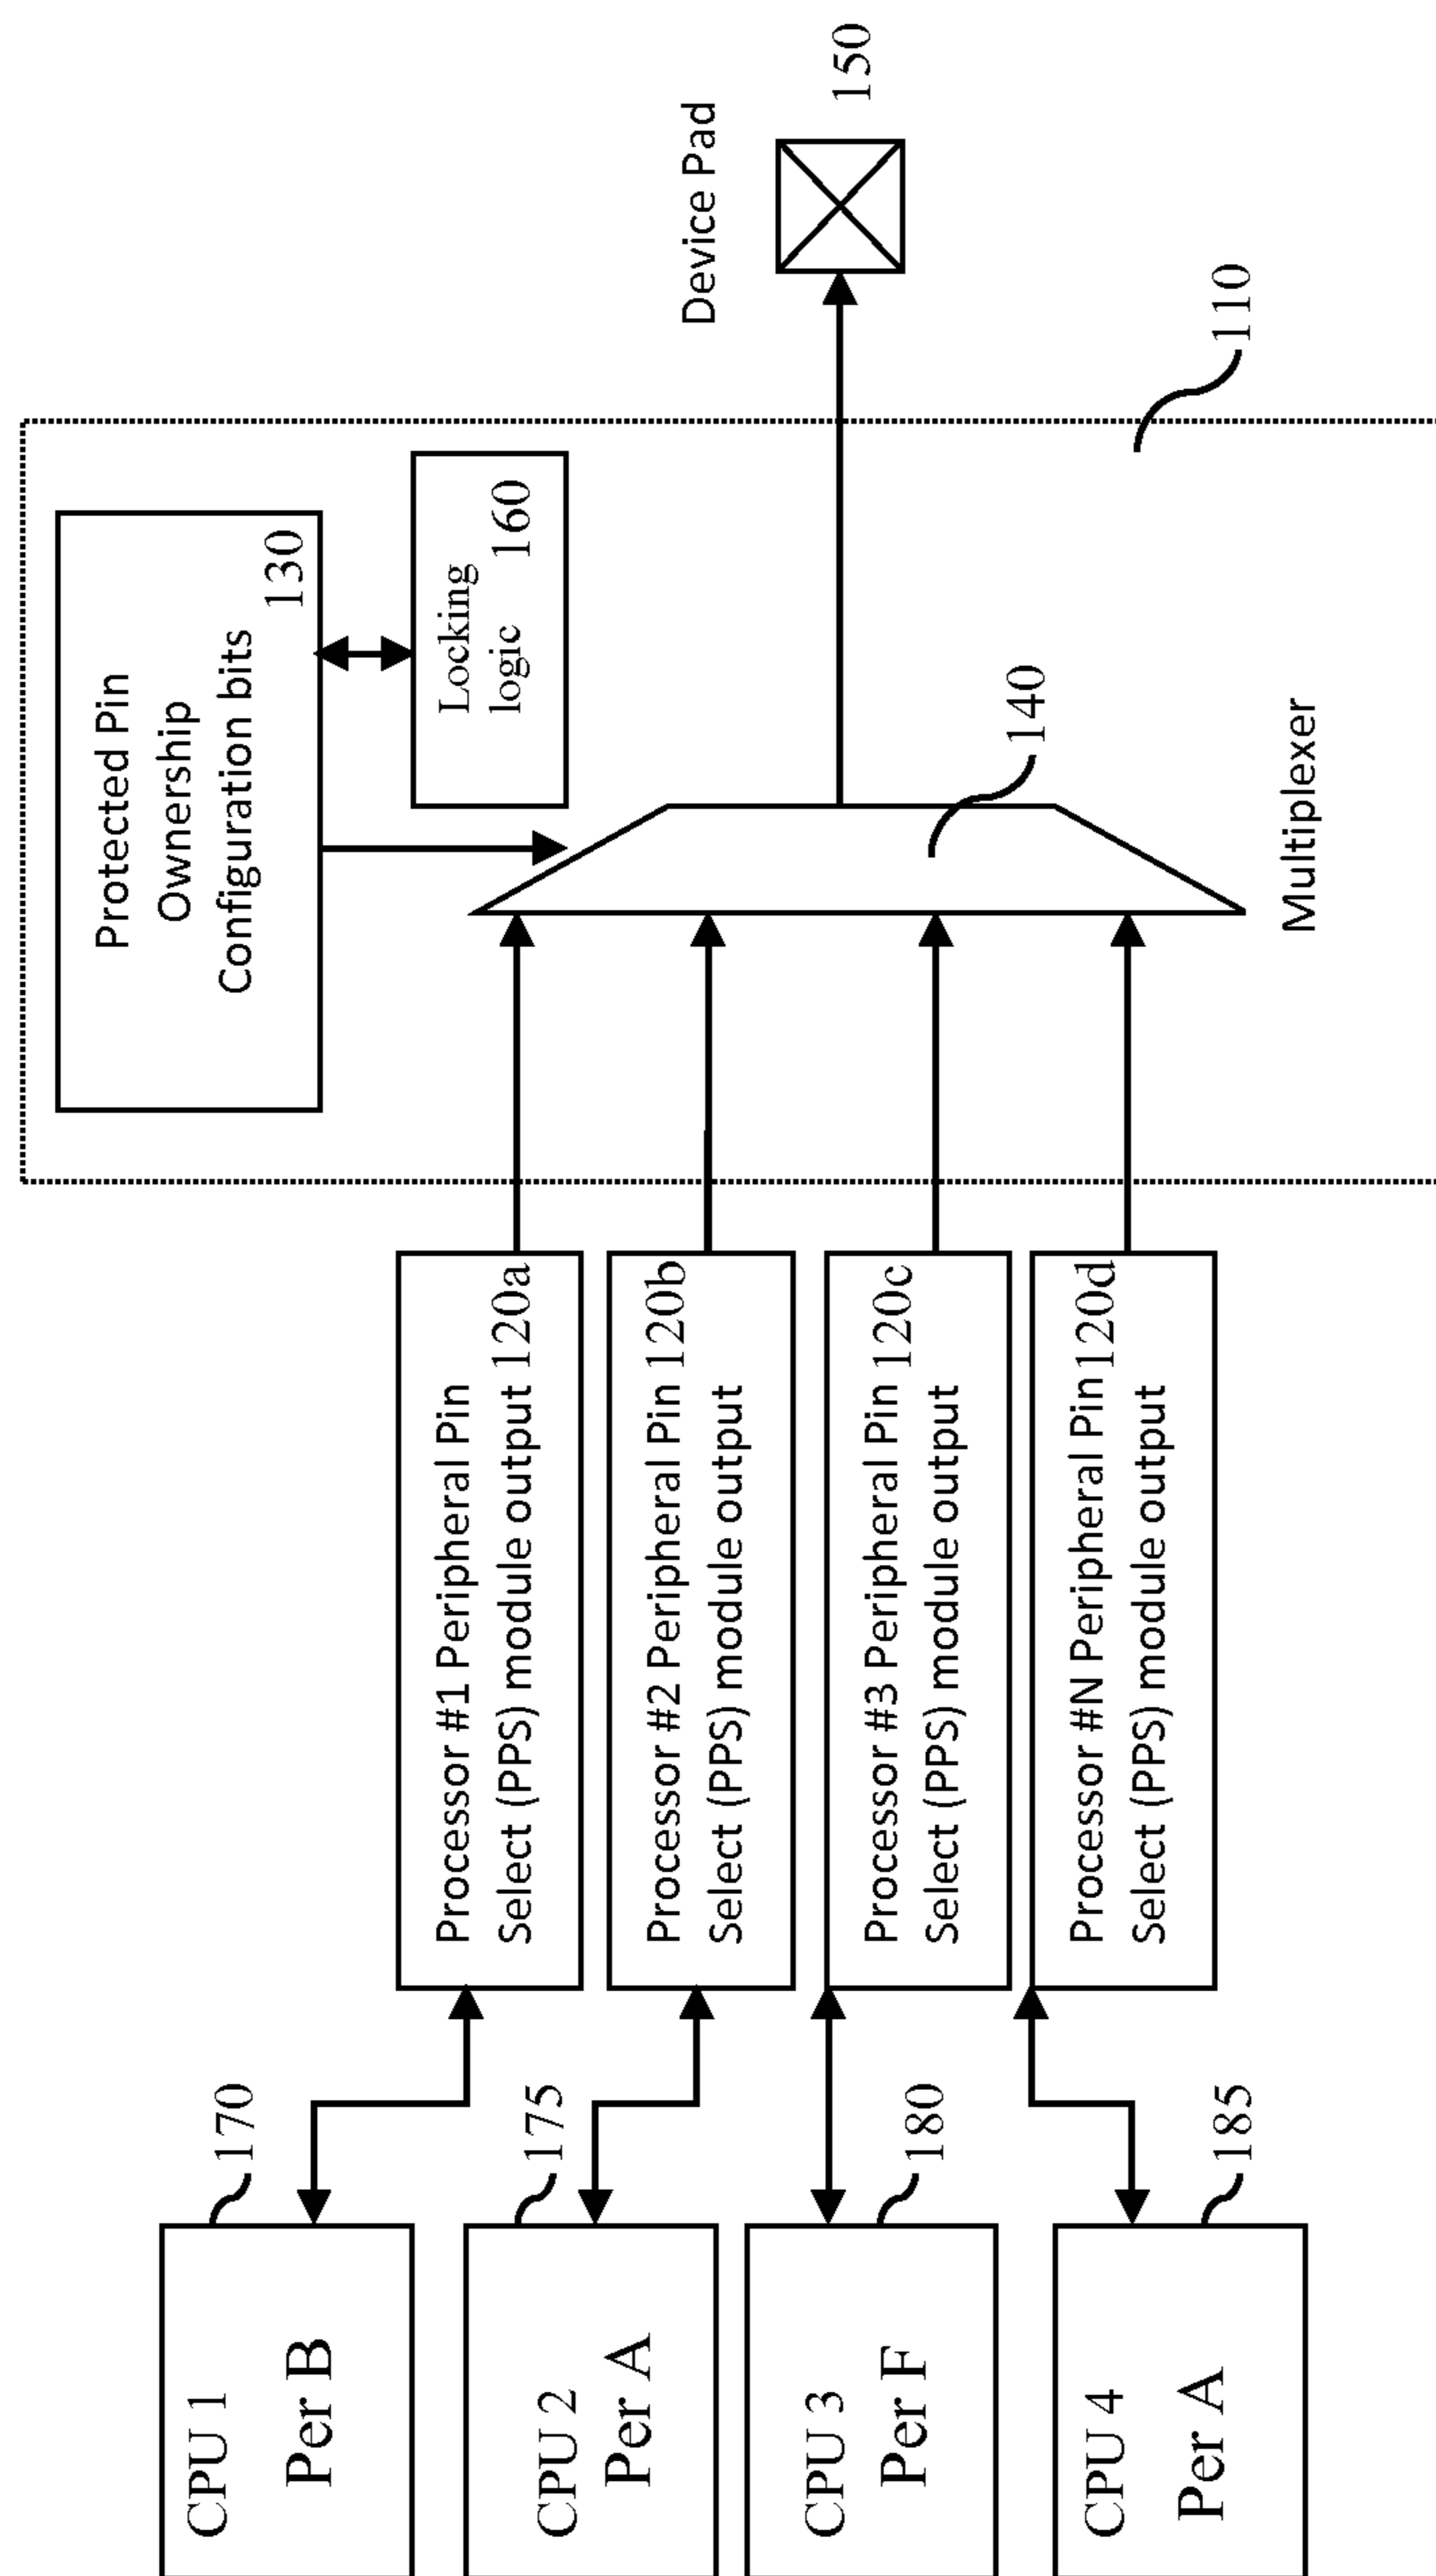 CPU 1
Per B
170
CPU 2
Per A
175
CPU 3
Per F
180
CPU 4
Per A
185
Processor #1 Peripheral Pin
Select (PPS) module output 120a
Processor #2 Peripheral Pin 120b
Select (PPS) module output
Processor #3 Peripheral Pin 120c
Select (PPS) module output
Processor #N Peripheral Pin 120d
Select (PPS) module output
Protected Pin
Ownership
Configuration bits
130
Locking
logic 160
140
Multiplexer
110
Device Pad
150